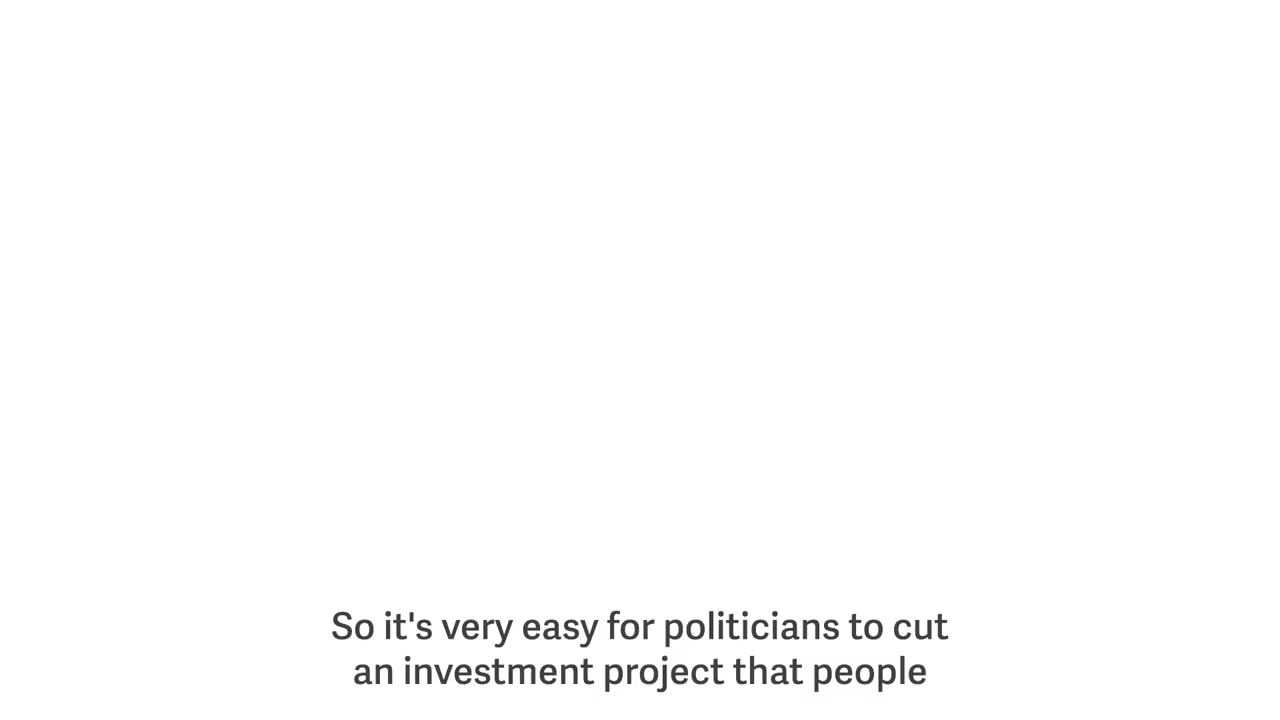 So it's very easy for politicians to cut
an investment project that people